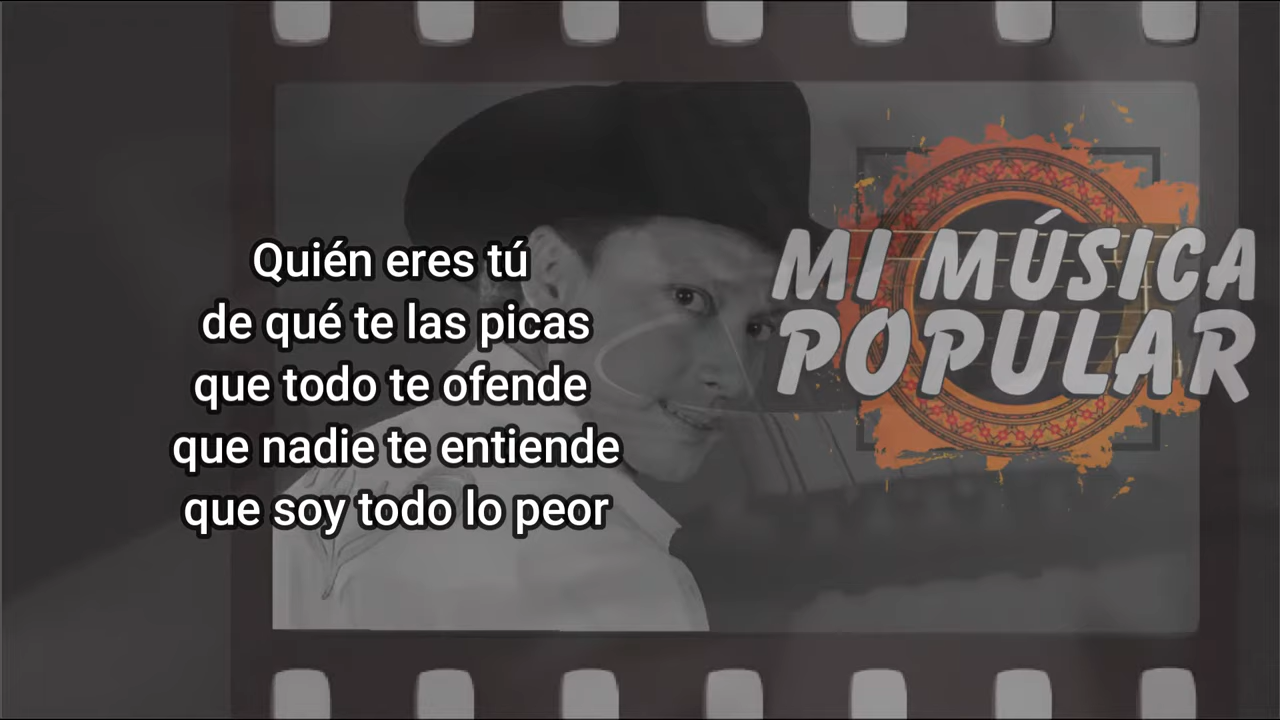 Quién eres tú
de qué te las picas
que todo te ofende
que nadie te entiende
que soy todo lo peor
MI MÚSICA
POPULAR